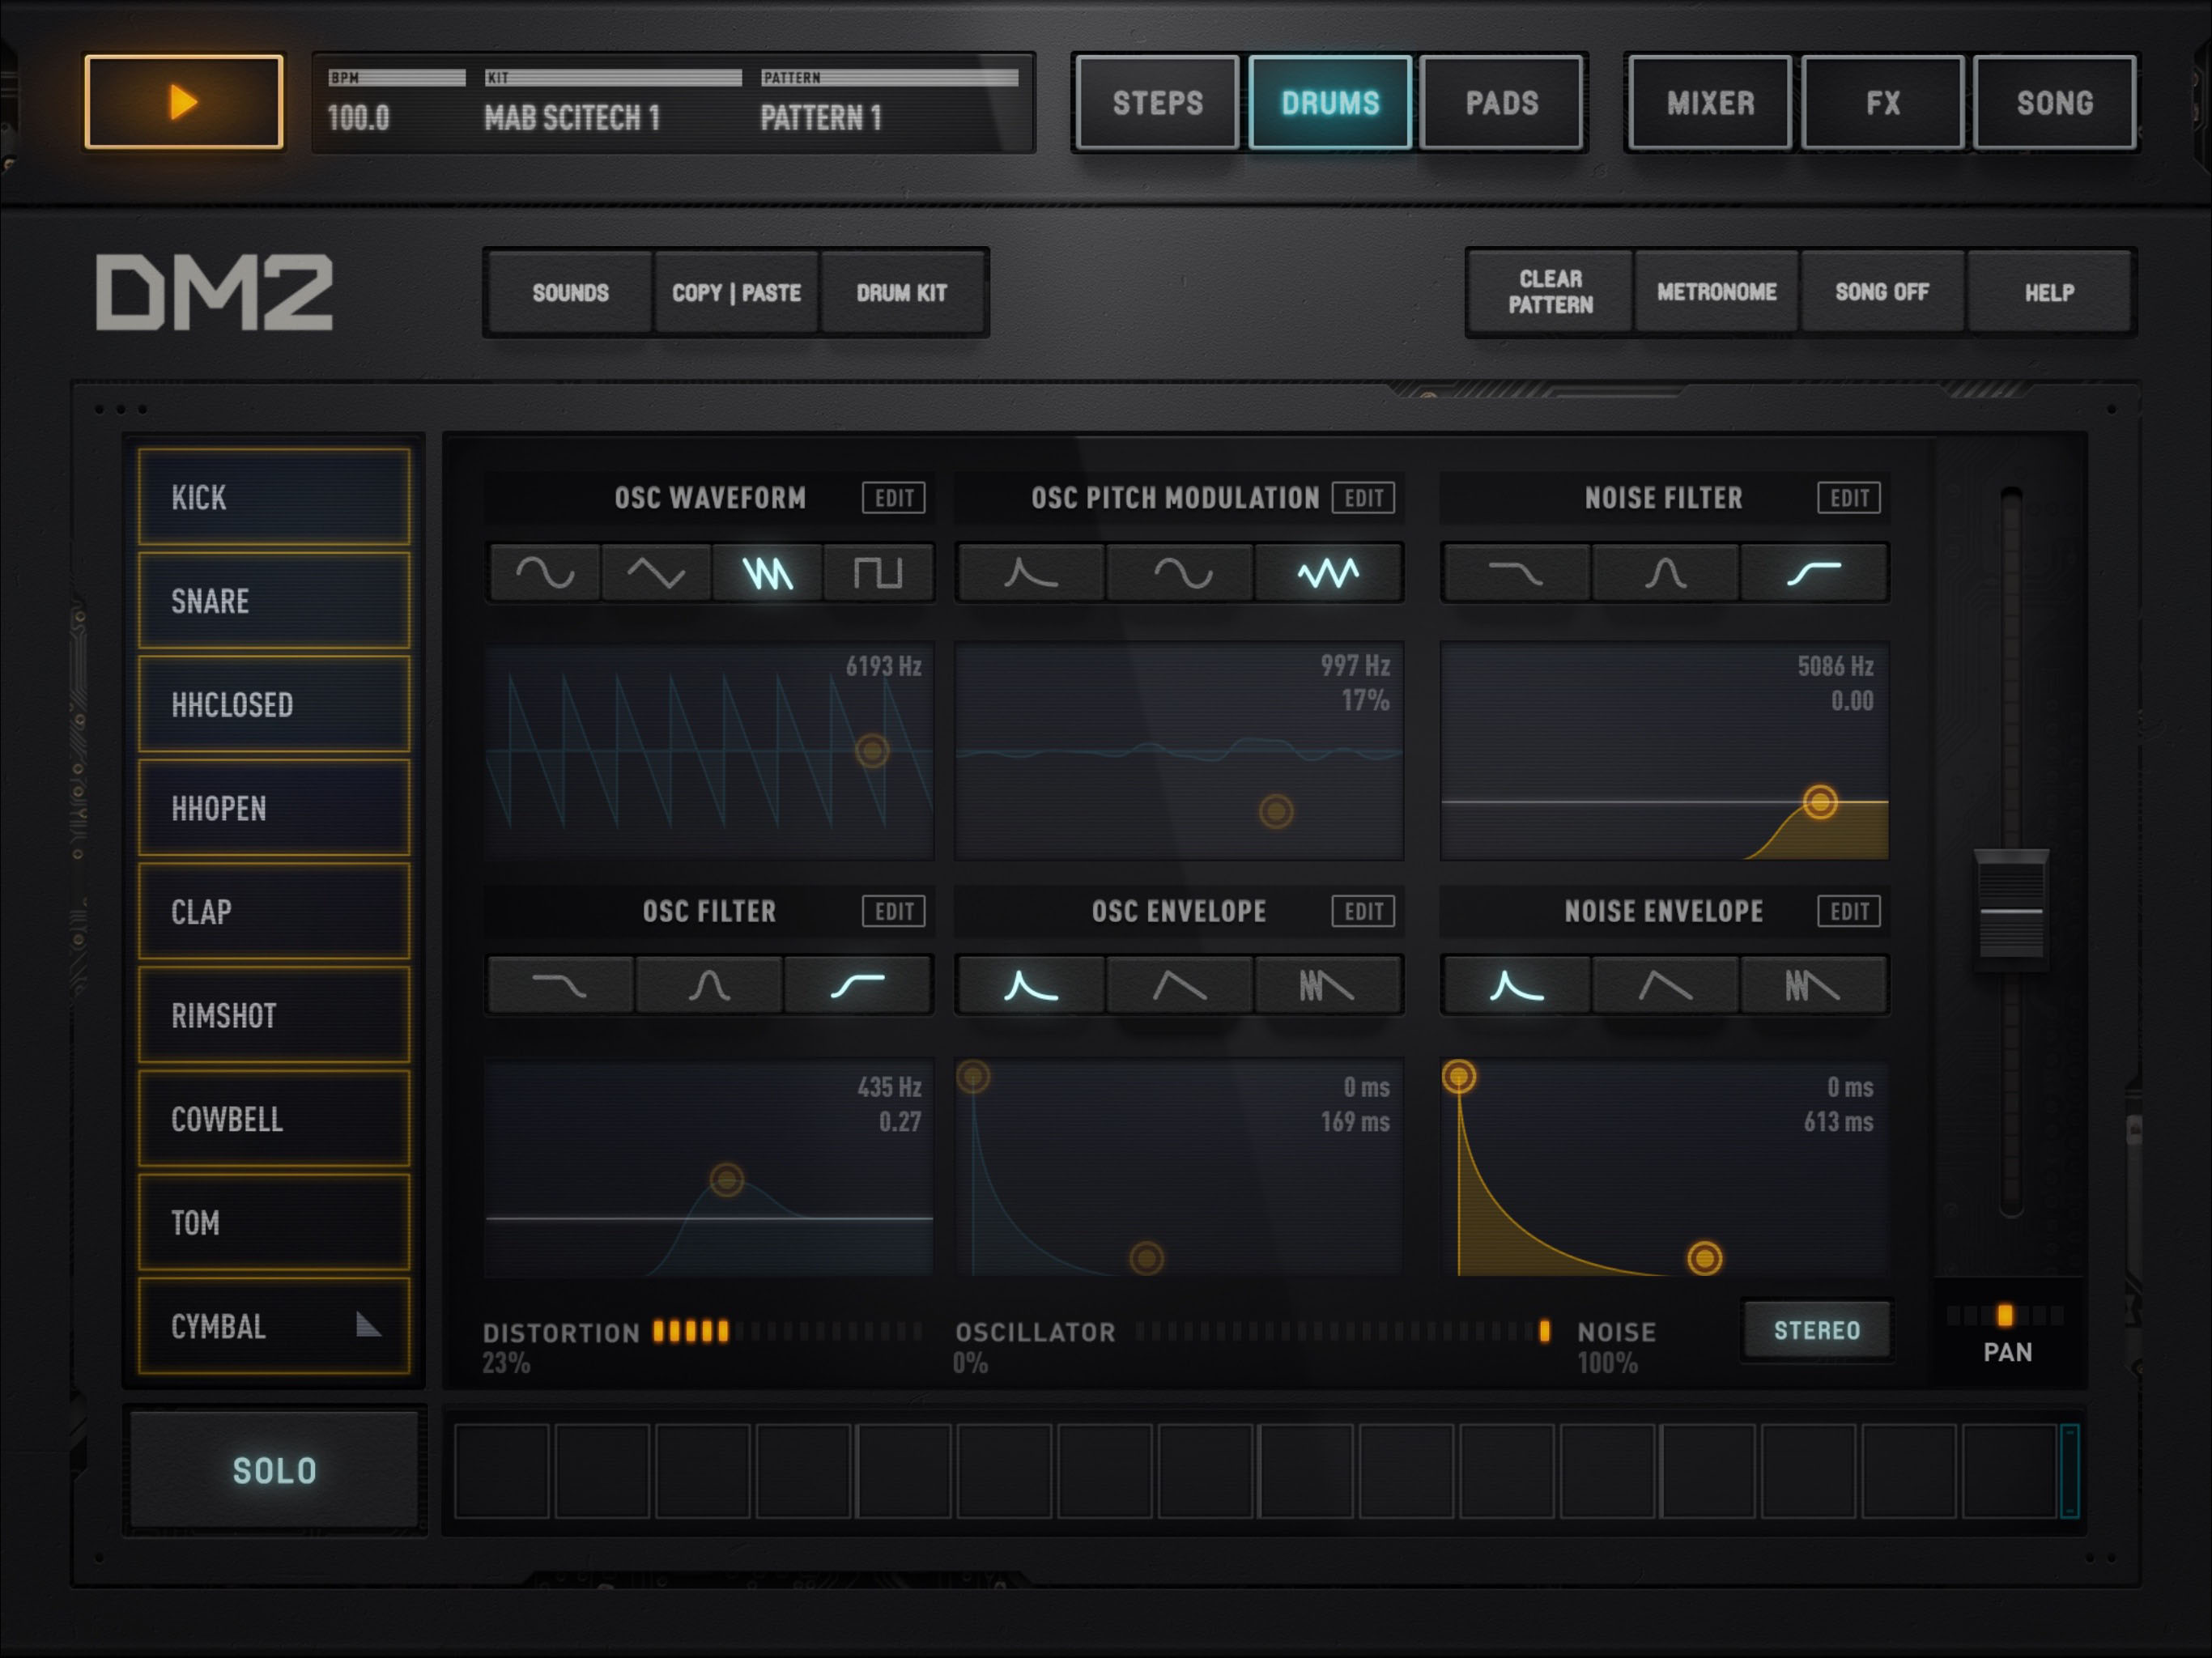 BPM KIT PATTERN
100.0 MAB SCITECH 1 PATTERN 1
STEPS DRUMS PADS MIXER FX SONG
DM2
SOUNDS COPY | PASTE DRUM KIT
CLEAR
PATTERN
METRONOME SONG OFF HELP
KICK
SNARE
HHCLOSED
HHOPEN
CLAP
RIMSHOT
COWBELL
TOM
CYMBAL
SOLO
OSC WAVEFORM EDIT
6193 Hz
OSC PITCH MODULATION EDIT
997 Hz
17%
NOISE FILTER EDIT
5086 Hz
0.00
OSC FILTER EDIT
435 Hz
0.27
OSC ENVELOPE EDIT
0 ms
169 ms
NOISE ENVELOPE EDIT
0 ms
613 ms
DISTORTION
23%
OSCILLATOR
0%
NOISE
100%
STEREO
PAN